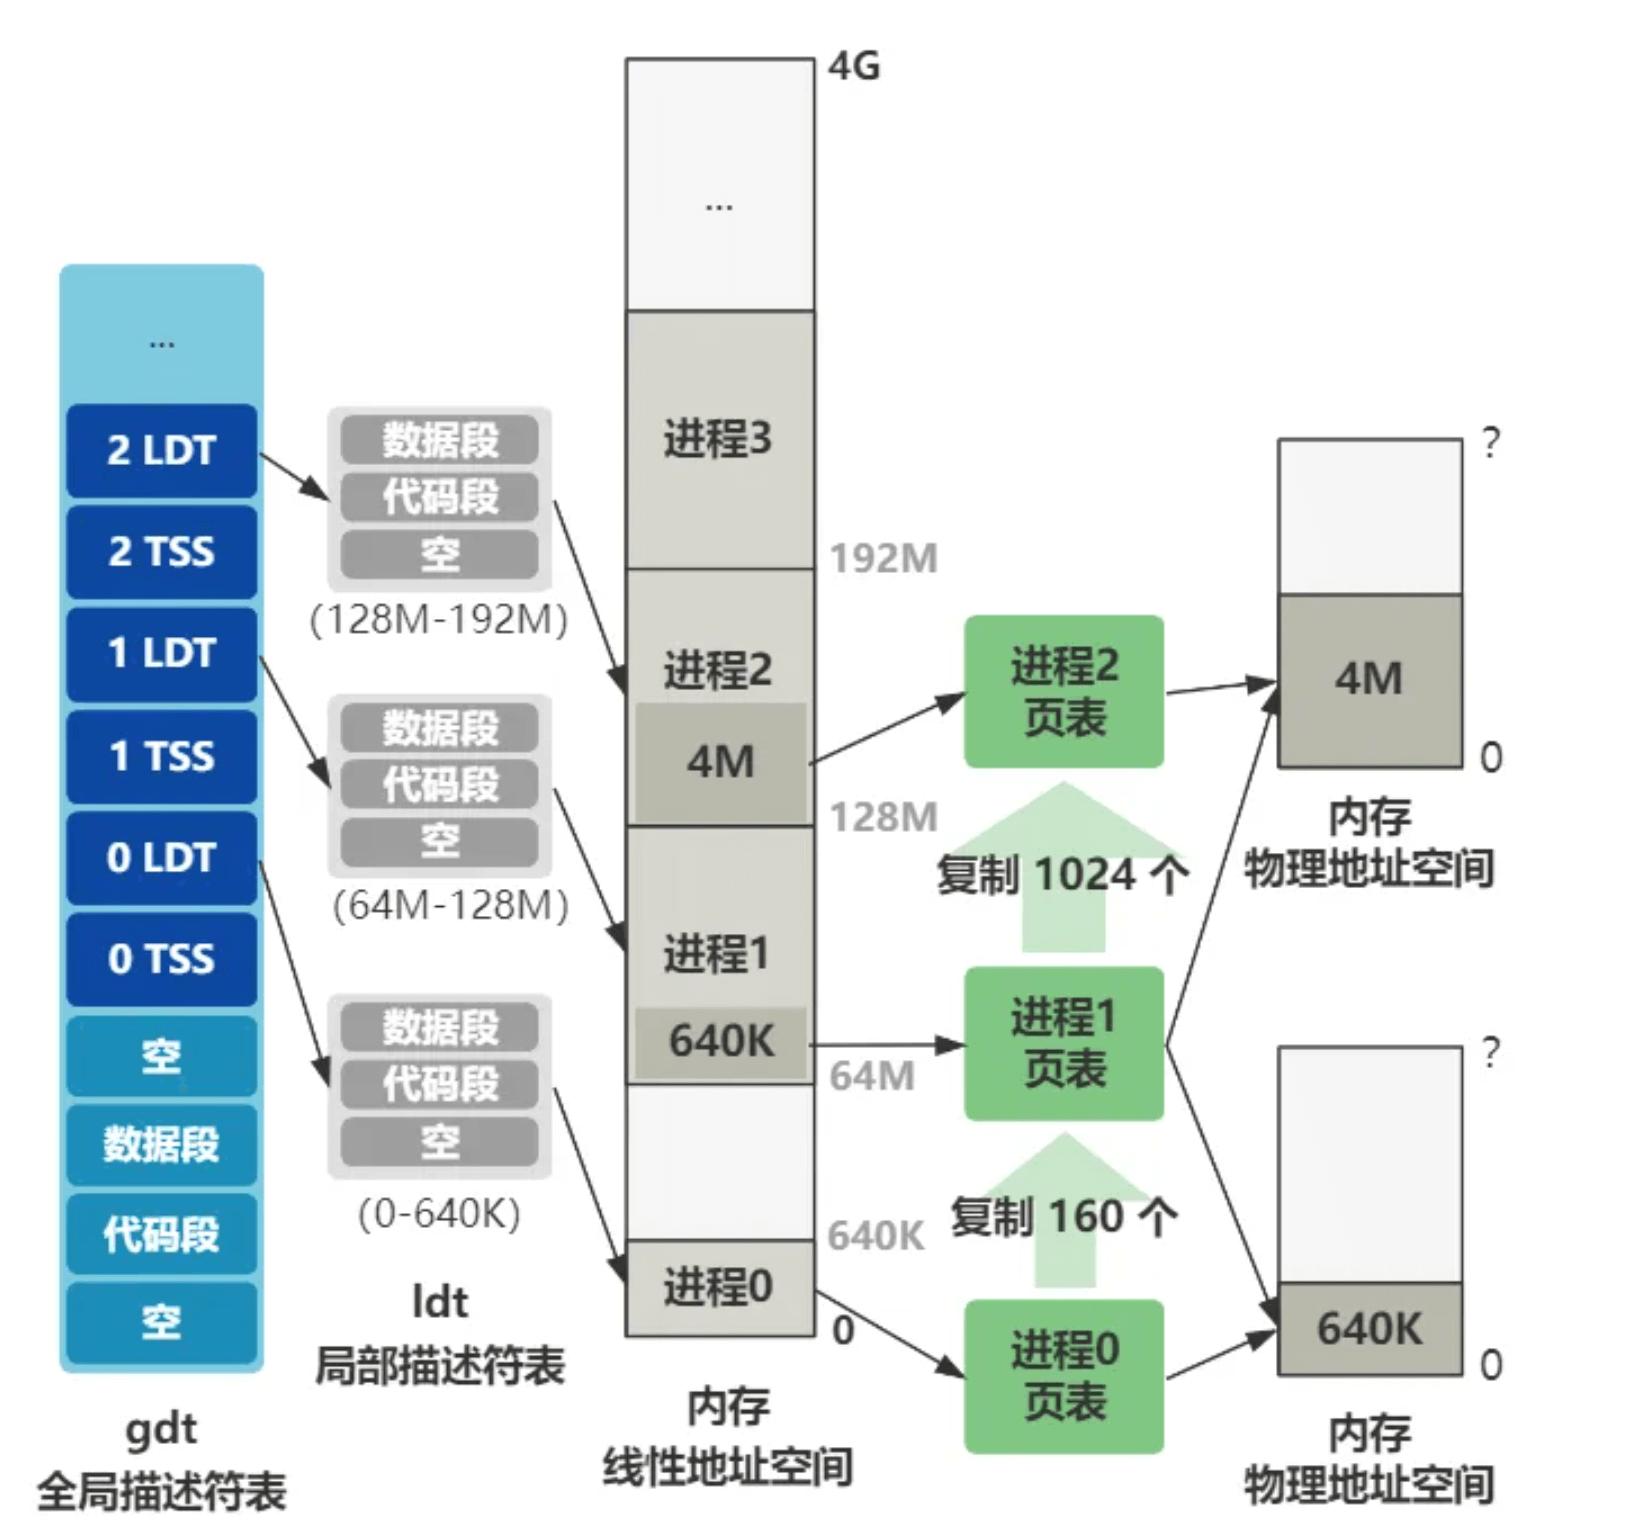 ...
2 LDT
2 TSS
1 LDT
1 TSS
0 LDT
0 TSS
空
数据段
代码段
空
gdt
全局描述符表
数据段
代码段
空
(128M-192M)
数据段
代码段
空
(64M-128M)
数据段
代码段
空
(0-640K)
ldt
局部描述符表
4G
...
进程3
192M
进程2
4M
128M
进程1
640K
64M
640K
进程0
0
内存
线性地址空间
进程2
页表
复制 1024 个
进程1
页表
复制 160 个
进程0
页表
?
4M
0
内存
物理地址空间
?
640K
0
内存
物理地址空间